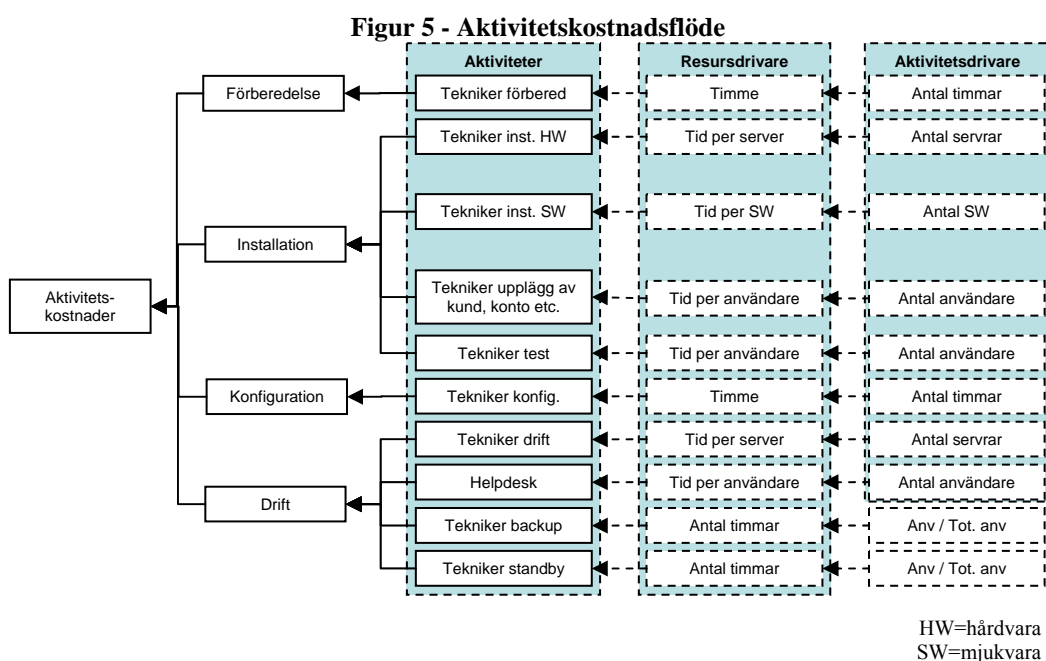 Figur 5 - Aktivitetskostnadsflöde
Aktiviteter
Resursdrivare
Aktivitetsdrivare
Förberedelse
Tekniker förbered
Timme
Antal timmar
Tekniker inst. HW
Tid per server
Antal servrar
Tekniker inst. SW
Tid per SW
Antal SW
Installation
Aktivitets-
kostnader
Tekniker upplägg av
kund, konto etc.
Tid per användare
Antal användare
Tekniker test
Tid per användare
Antal användare
Konfiguration
Tekniker konfig.
Timme
Antal timmar
Tekniker drift
Tid per server
Antal servrar
Helpdesk
Tid per användare
Antal användare
Drift
Tekniker backup
Antal timmar
Anv / Tot. anv
Tekniker standby
Antal timmar
Anv / Tot. anv
HW=hårdvara
SW=mjukvara